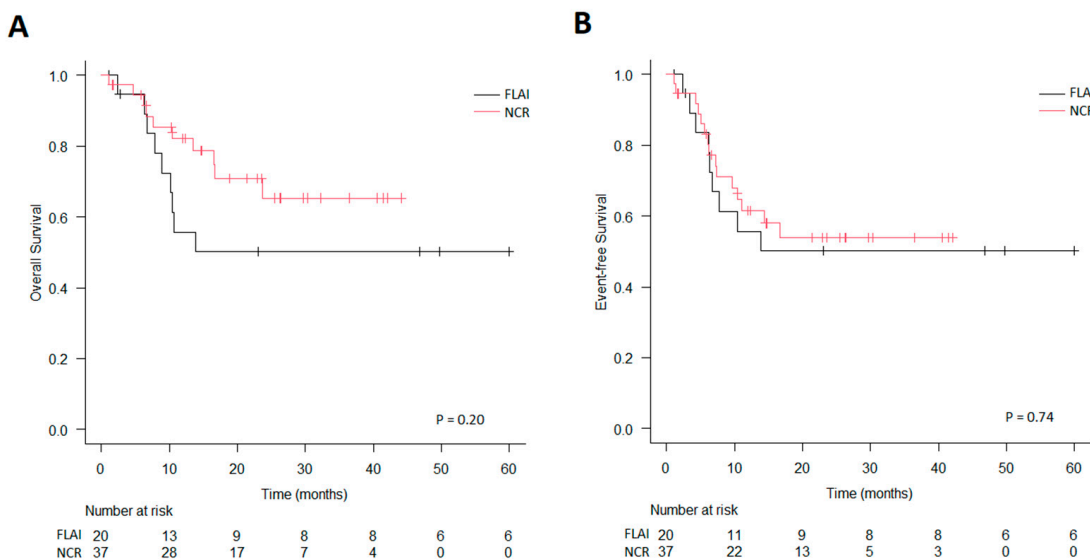 A
1.0
0.8
0.6
0.4
0.2
0.0
Overall Survival
FLAI
NCR
P = 0.20
0 10 20 30 40 50 60
Time (months)
Number at risk
FLAI 20 13 9 8 8 6 6
NCR 37 28 17 7 4 0 0
B
1.0
0.8
0.6
0.4
0.2
0.0
Event-free Survival
FLAI
NCR
P = 0.74
0 10 20 30 40 50 60
Time (months)
Number at risk
FLAI 20 11 9 8 8 6 6
NCR 37 22 13 5 3 0 0